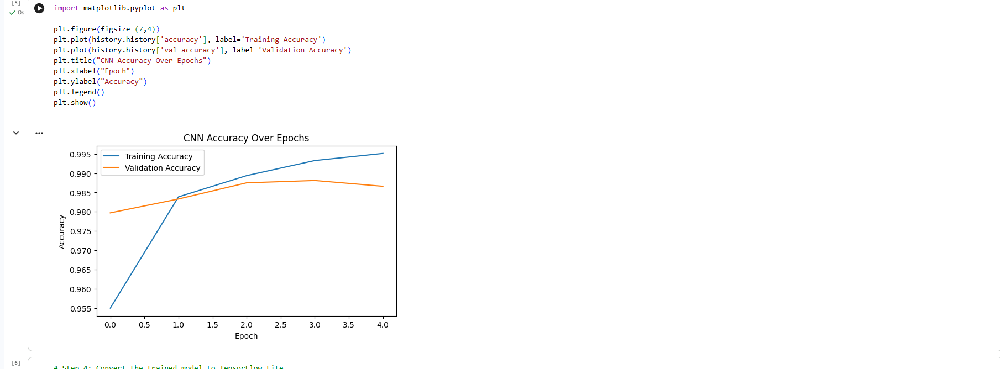 [5]
0s
import matplotlib.pyplot as plt
plt.figure(figsize=(7,4))
plt.plot(history.history['accuracy'], label='Training Accuracy')
plt.plot(history.history['val_accuracy'], label='Validation Accuracy')
plt.title("CNN Accuracy Over Epochs")
plt.xlabel("Epoch")
plt.ylabel("Accuracy")
plt.legend()
plt.show()
CNN Accuracy Over Epochs
Training Accuracy
Validation Accuracy
0.995
0.990
0.985
0.980
0.975
0.970
0.965
0.960
0.955
Accuracy
0.0 0.5 1.0 1.5 2.0 2.5 3.0 3.5 4.0
Epoch
[6]
# Step 4: Convert the trained model to TensorFlow Lite